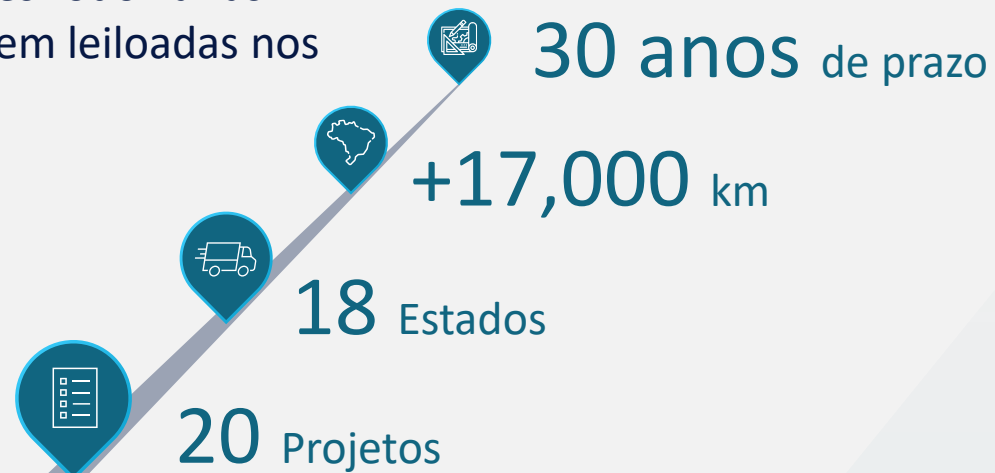 em leiloadas nos
30 anos de prazo
+17,000 km
18 Estados
20 Projetos